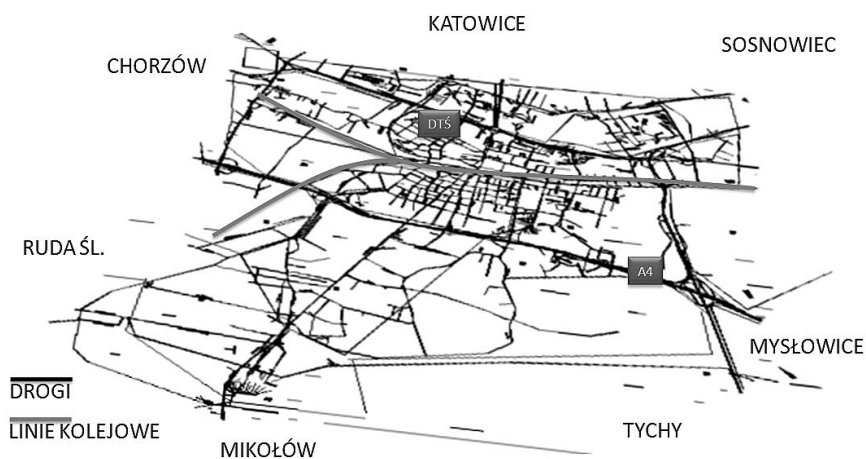 KATOWICE
SOSNOWIEC
CHORZÓW
DTŚ
RUDA ŚL.
A4
MYSŁOWICE
DROGI
LINIE KOLEJOWE
TYCHY
MIKOŁÓW